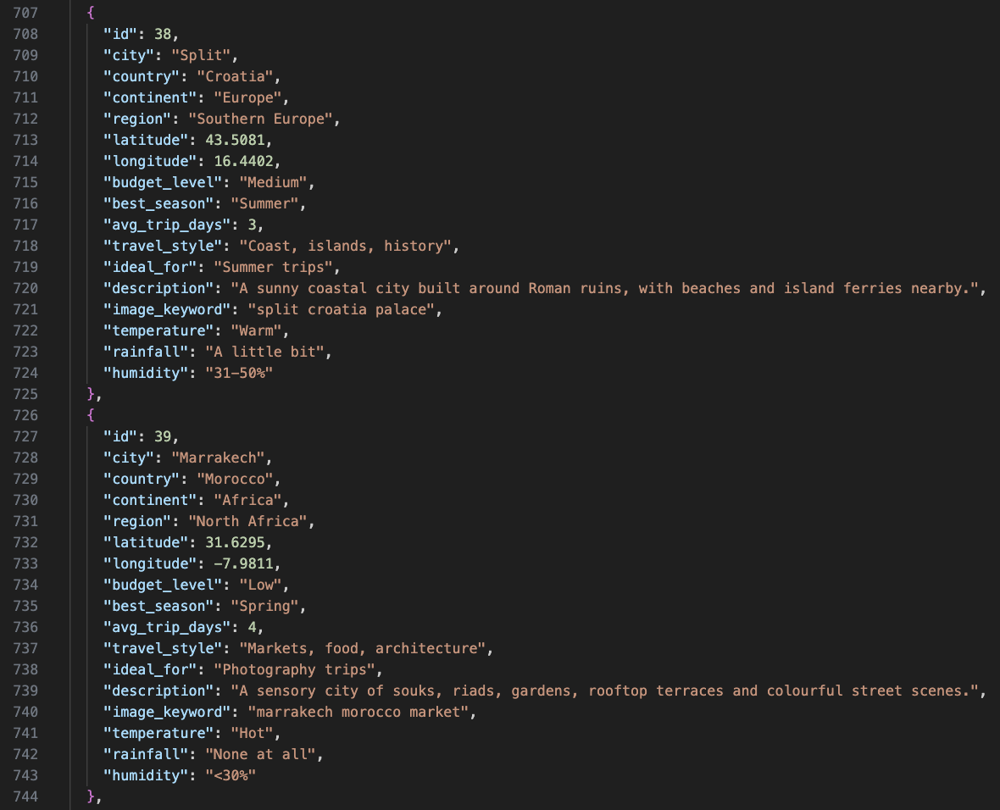 707 {
708 "id": 38,
709 "city": "Split",
710 "country": "Croatia",
711 "continent": "Europe",
712 "region": "Southern Europe",
713 "latitude": 43.5081,
714 "longitude": 16.4402,
715 "budget_level": "Medium",
716 "best_season": "Summer",
717 "avg_trip_days": 3,
718 "travel_style": "Coast, islands, history",
719 "ideal_for": "Summer trips",
720 "description": "A sunny coastal city built around Roman ruins, with beaches and island ferries nearby.",
721 "image_keyword": "split croatia palace",
722 "temperature": "Warm",
723 "rainfall": "A little bit",
724 "humidity": "31–50%"
725 },
726 {
727 "id": 39,
728 "city": "Marrakech",
729 "country": "Morocco",
730 "continent": "Africa",
731 "region": "North Africa",
732 "latitude": 31.6295,
733 "longitude": -7.9811,
734 "budget_level": "Low",
735 "best_season": "Spring",
736 "avg_trip_days": 4,
737 "travel_style": "Markets, food, architecture",
738 "ideal_for": "Photography trips",
739 "description": "A sensory city of souks, riads, gardens, rooftop terraces and colourful street scenes.",
740 "image_keyword": "marrakech morocco market",
741 "temperature": "Hot",
742 "rainfall": "None at all",
743 "humidity": "<30%"
744 },